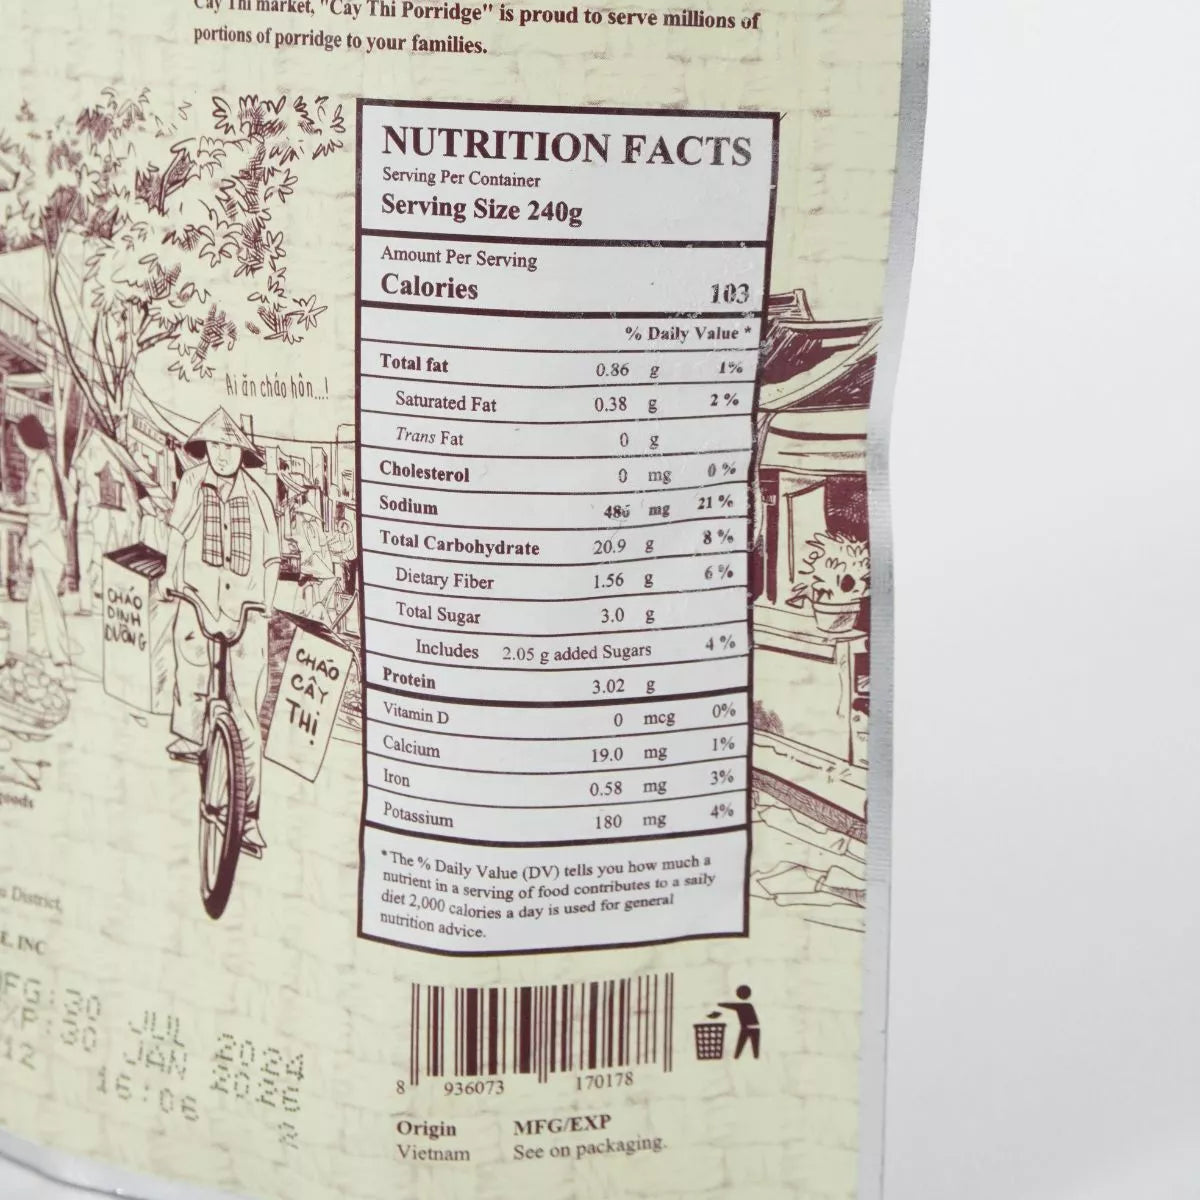 Cây Thi market, "Cay Thi Porridge" is proud to serve millions of
portions of porridge to your families.
NUTRITION FACTS
Serving Per Container
Serving Size 240g
Amount Per Serving
Calories 103
% Daily Value *
Total fat 0.86 g 1%
Saturated Fat 0.38 g 2 %
Trans Fat 0 g
Cholesterol 0 mg 0 %
Sodium 486 mg 21 %
Total Carbohydrate 20.9 g 8 %
Dietary Fiber 1.56 g 6 %
Total Sugar 3.0 g
Includes 2.05 g added Sugars 4 %
Protein 3.02 g
Vitamin D 0 mcg 0%
Calcium 19.0 mg 1%
Iron 0.58 mg 3%
Potassium 180 mg 4%
*The % Daily Value (DV) tells you how much a
nutrient in a serving of food contributes to a saily
diet 2,000 calories a day is used for general
nutrition advice.
Ai ăn cháo hôn...!
CHÁO
DINH
DƯỠNG
CHÁO
CÂY
THỊ
goods
District,
E. INC
8 936073 170178
Origin MFG/EXP
Vietnam See on packaging.